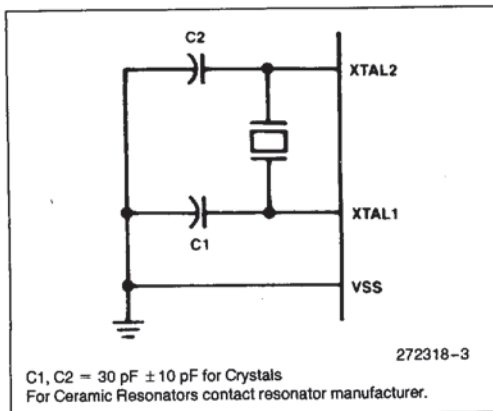 C2
XTAL2
XTAL1
C1
VSS
272318-3
C1, C2 = 30 pF ± 10 pF for Crystals
For Ceramic Resonators contact resonator manufacturer.